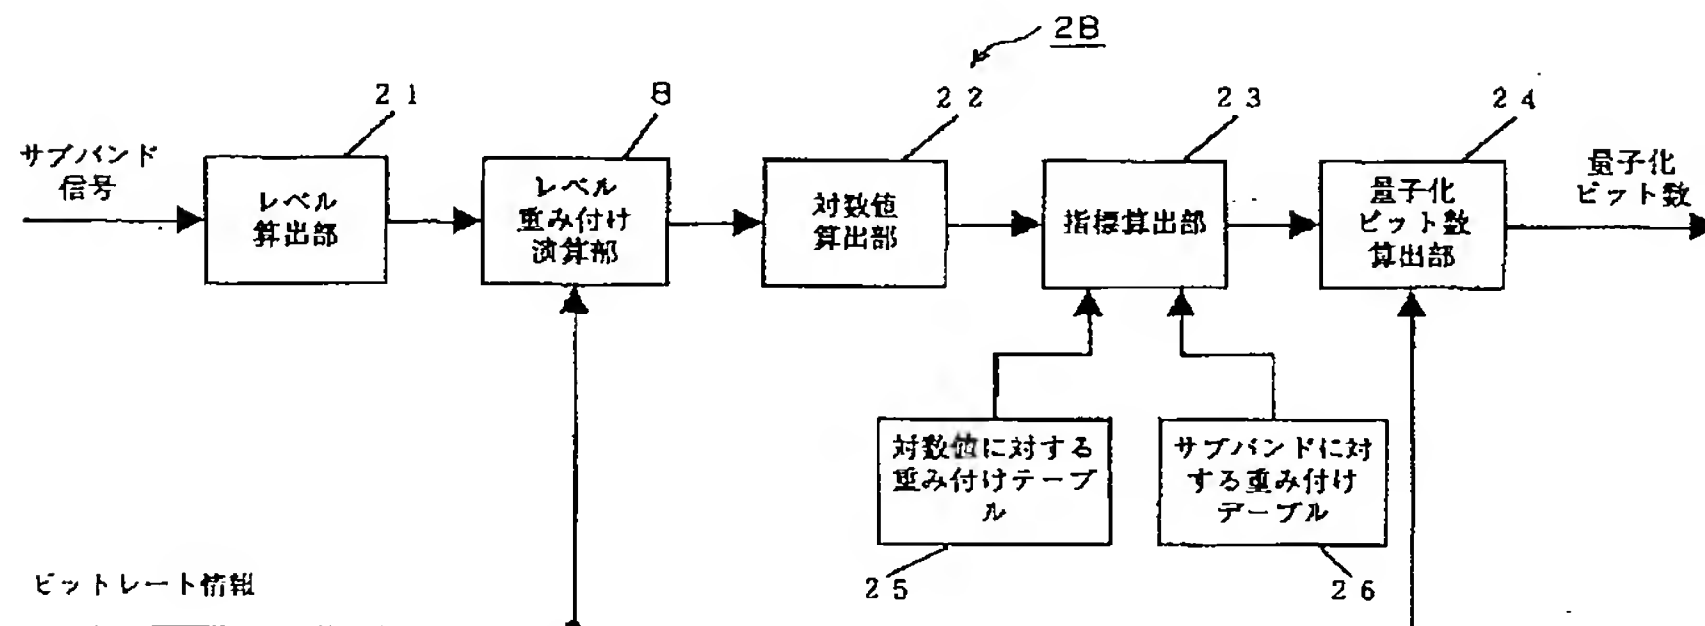 2B
21
8
22
23
24
サブバンド
信号
レベル
算出部
レベル
重み付け
演算部
対数値
算出部
指標算出部
量子化
ビット数
算出部
量子化
ビット数
対数値に対する
重み付けテーブ
ル
サブバンドに対
する重み付け
テーブル
25
26
ビットレート情報